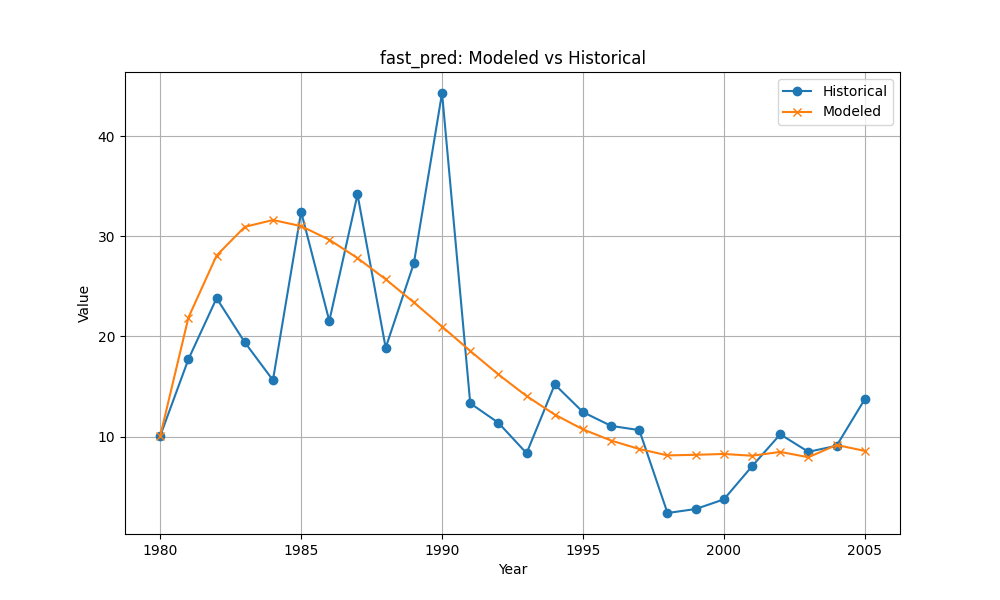 fast_pred: Modeled vs Historical
Historical
Modeled
Value
40
30
20
10
1980 1985 1990 1995 2000 2005
Year